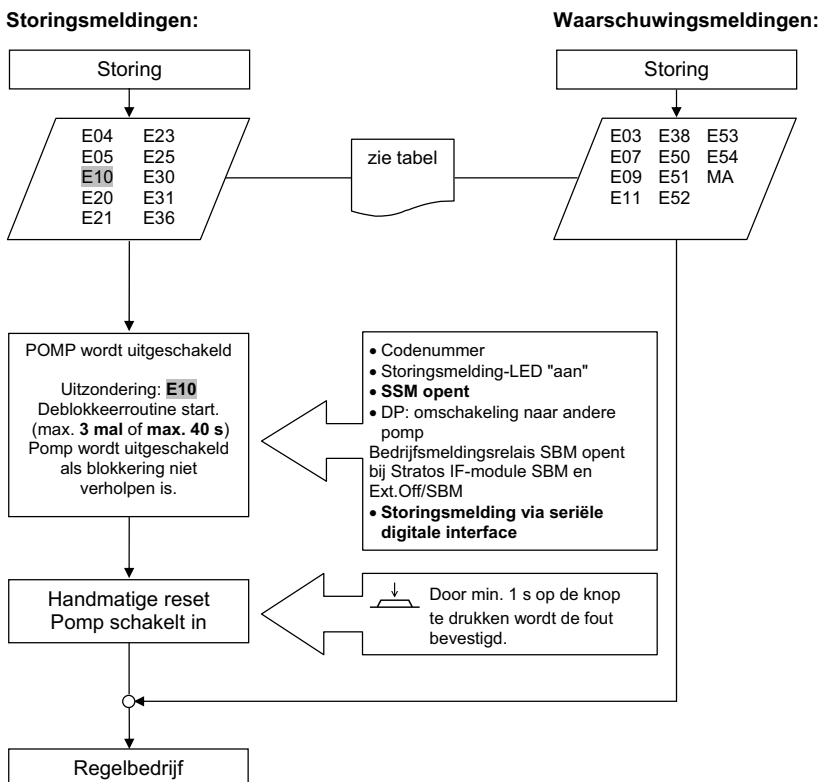 Storingsmeldingen:
Waarschuwingsmeldingen:
Storing
Storing
E04 E23
E05 E25
E10 E30
E20 E31
E21 E36
zie tabel
E03 E38 E53
E07 E50 E54
E09 E51 MA
E11 E52
POMP wordt uitgeschakeld
Uitzondering: E10
Deblokkeerroutine start.
(max. 3 mal of max. 40 s)
Pomp wordt uitgeschakeld
als blokkering niet
verholpen is.
• Codenummer
• Storingsmelding-LED "aan"
• SSM opent
• DP: omschakeling naar andere
pomp
Bedrijfsmeldingsrelais SBM opent
bij Stratos IF-module SBM en
Ext.Off/SBM
• Storingsmelding via seriële
digitale interface
Handmatige reset
Pomp schakelt in
Door min. 1 s op de knop
te drukken wordt de fout
bevestigd.
Regelbedrijf